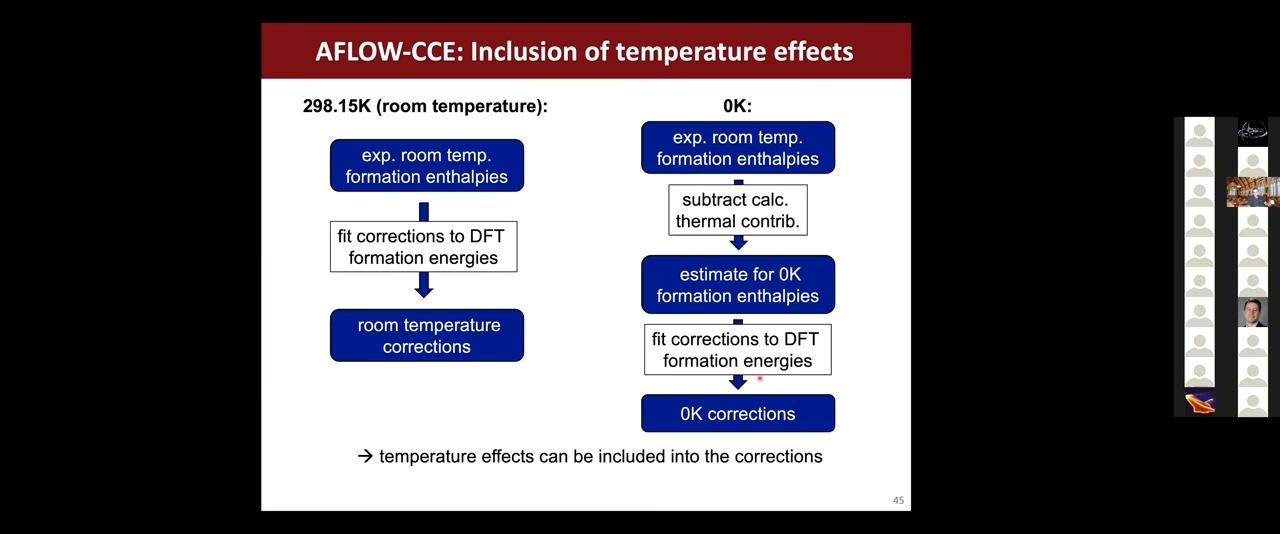 AFLOW-CCE: Inclusion of temperature effects
298.15K (room temperature):
exp. room temp.
formation enthalpies
fit corrections to DFT
formation energies
room temperature
corrections
0K:
exp. room temp.
formation enthalpies
subtract calc.
thermal contrib.
estimate for 0K
formation enthalpies
fit corrections to DFT
formation energies
0K corrections
→ temperature effects can be included into the corrections
45